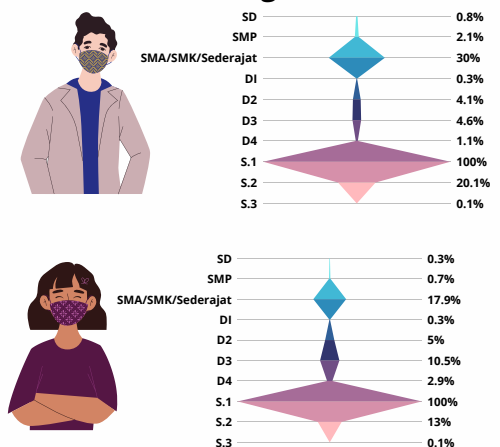 SD 0.8%
SMP 2.1%
SMA/SMK/Sederajat 30%
DI 0.3%
D2 4.1%
D3 4.6%
D4 1.1%
S.1 100%
S.2 20.1%
S.3 0.1%
SD 0.3%
SMP 0.7%
SMA/SMK/Sederajat 17.9%
DI 0.3%
D2 5%
D3 10.5%
D4 2.9%
S.1 100%
S.2 13%
S.3 0.1%